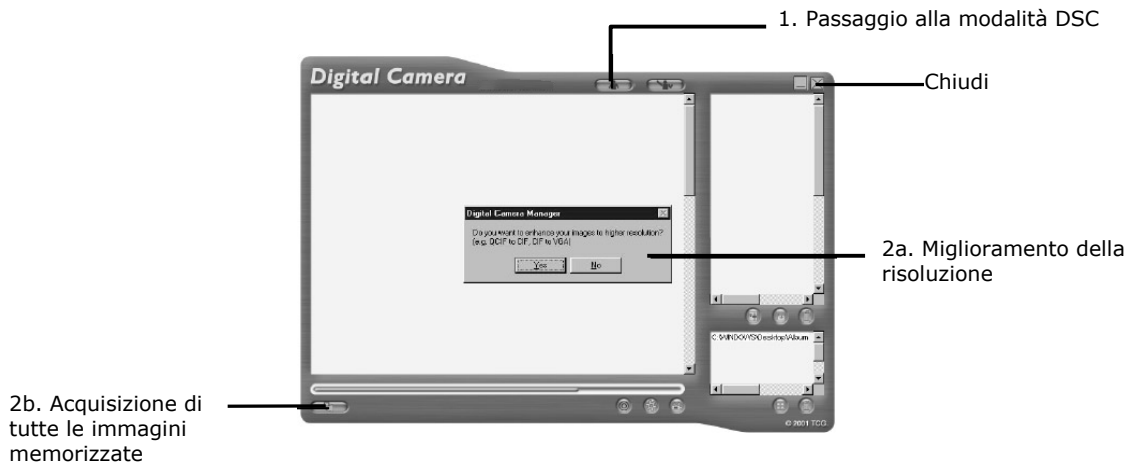 1. Passaggio alla modalità DSC
Digital Camera
Chiudi
Digital Camera Manager
Do you want to enhance your images to higher resolution?
(e.g. QCIF to CIF, CIF to VGA)
Yes
No
2a. Miglioramento della
risoluzione
C:\WINDOWS\Desktop\Album
2b. Acquisizione di
tutte le immagini
memorizzate
© 2001 TCG.